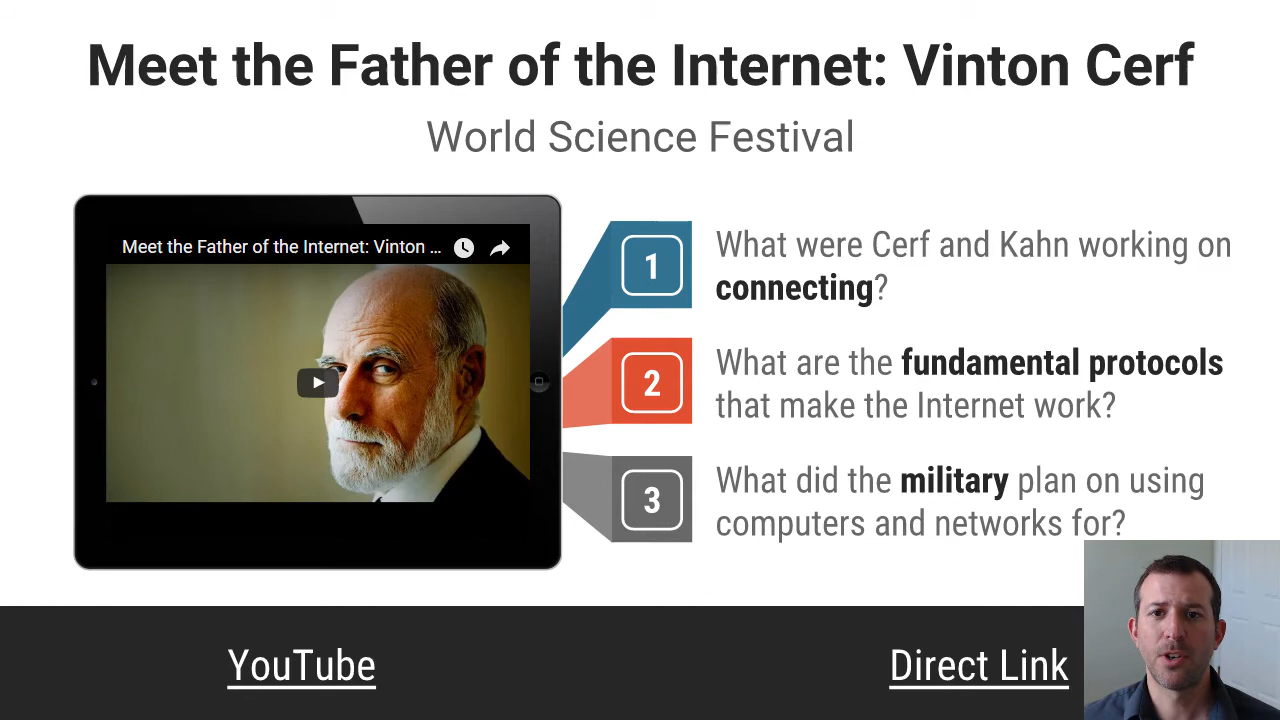 Meet the Father of the Internet: Vinton Cerf
World Science Festival
Meet the Father of the Internet: Vinton ...
1
What were Cerf and Kahn working on
connecting?
2
What are the fundamental protocols
that make the Internet work?
3
What did the military plan on using
computers and networks for?
YouTube
Direct Link